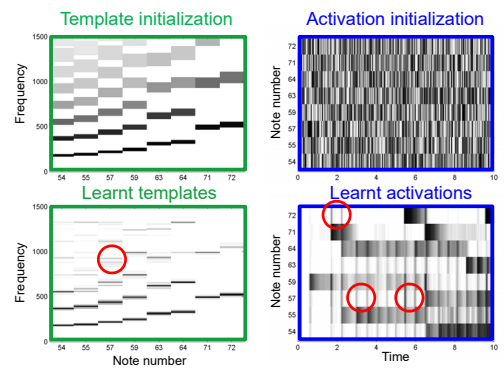 Template initialization
Activation initialization
Frequency
1500
1000
500
0
54 55 57 59 63 64 71 72
Note number
72
71
64
63
59
57
55
54
0 2 4 6 8 10
Learnt templates
Learnt activations
Frequency
1500
1000
500
0
54 55 57 59 63 64 71 72
Note number
Note number
72
71
64
63
59
57
55
54
0 2 4 6 8 10
Time